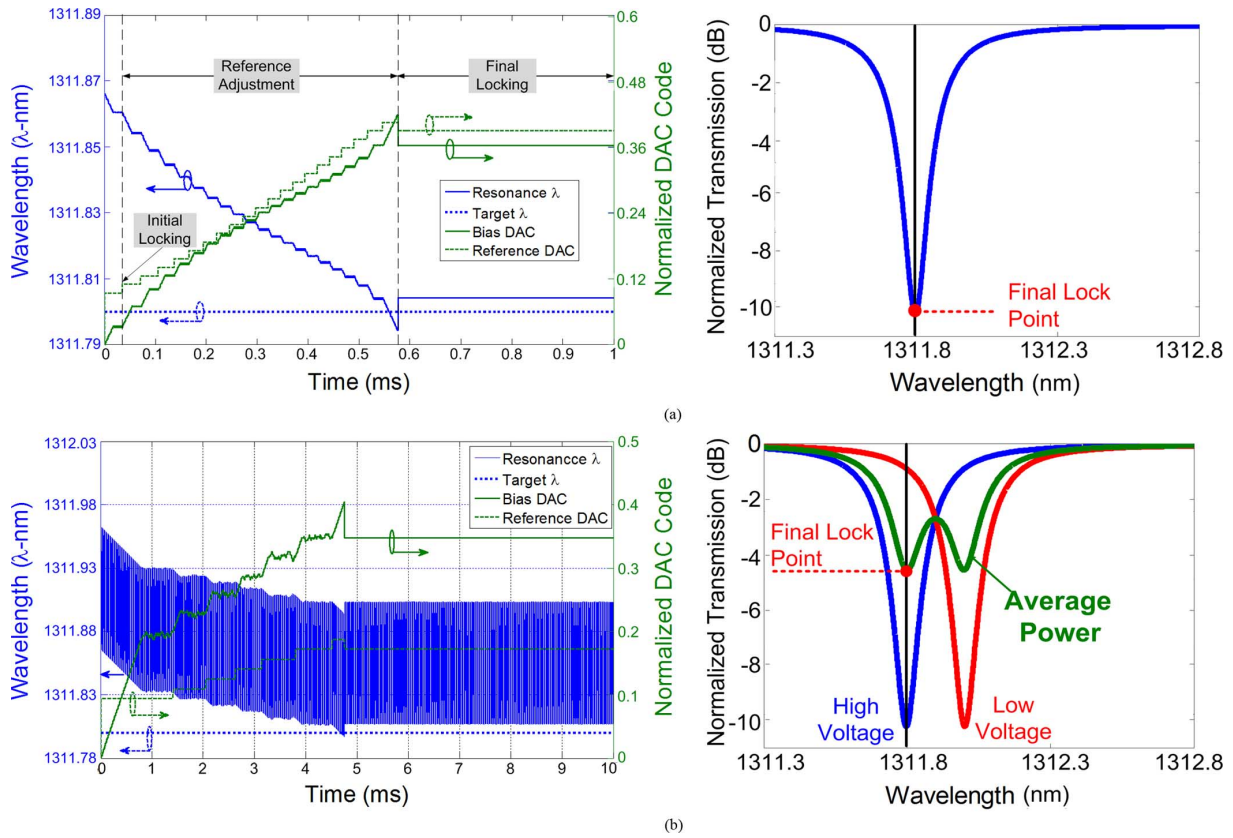 1311.89
1311.87
1311.85
1311.83
1311.81
1311.79
Wavelength (λ-nm)
0.6
0.48
0.36
0.24
0.12
0
Normalized DAC Code
Reference
Adjustment
Final
Locking
Initial
Locking
Resonance λ
Target λ
Bias DAC
Reference DAC
0 0.1 0.2 0.3 0.4 0.5 0.6 0.7 0.8 0.9 1
Time (ms)
0
-2
-4
-6
-8
-10
Normalized Transmission (dB)
Final Lock
Point
1311.3 1311.8 1312.3 1312.8
Wavelength (nm)
(a)
1312.03
1311.98
1311.93
1311.88
1311.83
1311.78
Wavelength (λ-nm)
0.5
0.4
0.3
0.2
0.1
0
Normalized DAC Code
Resonancce λ
Target λ
Bias DAC
Reference DAC
0 1 2 3 4 5 6 7 8 9 10
Time (ms)
0
-2
-4
-6
-8
-10
Normalized Transmission (dB)
Final Lock
Point
Average
Power
High
Voltage
Low
Voltage
1311.3 1311.8 1312.3 1312.8
Wavelength (nm)
(b)